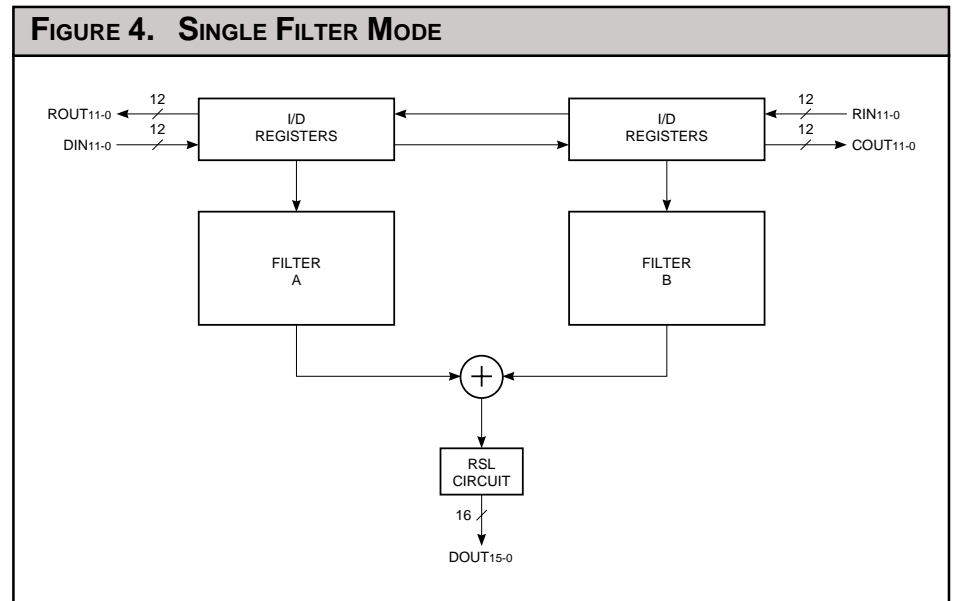 FIGURE 4. SINGLE FILTER MODE
ROUT11-0
12
I/D
REGISTERS
I/D
REGISTERS
12
RIN11-0
DIN11-0
12
12
COUT11-0
FILTER
A
FILTER
B
+
RSL
CIRCUIT
16
DOUT15-0